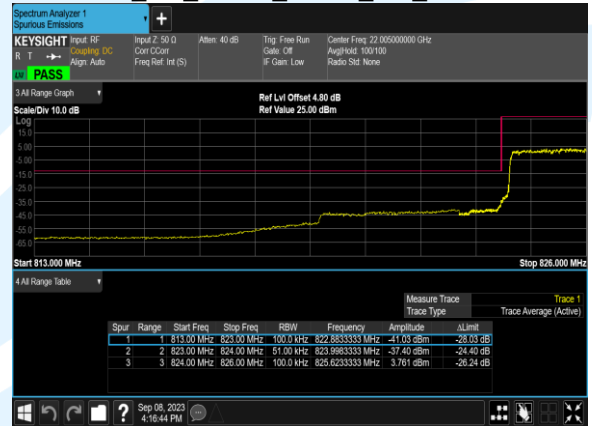 Spectrum Analyzer 1
Spurious Emissions
+
KEYSIGHT Input: RF Input Z: 50 Ω Atten: 40 dB Trig: Free Run Center Freq: 22.005000000 GHz
R T Coupling: DC Corr CCorr Gate: Off Avg|Hold: 100/100
Align: Auto Freq Ref: Int (S) IF Gain: Low Radio Std: None
PASS
3 All Range Graph
Ref Lvl Offset 4.80 dB
Scale/Div 10.0 dB Ref Value 25.00 dBm
Log
15.0
5.00
-5.00
-15.0
-25.0
-35.0
-45.0
-55.0
-65.0
Start 813.000 MHz Stop 826.000 MHz
4 All Range Table
Measure Trace Trace 1
Trace Type Trace Average (Active)
Spur Range Start Freq Stop Freq RBW Frequency Amplitude ΔLimit
1 1 813.00 MHz 823.00 MHz 100.0 kHz 822.8833333 MHz -41.03 dBm -28.03 dB
2 2 823.00 MHz 824.00 MHz 51.00 kHz 823.9983333 MHz -37.40 dBm -24.40 dB
3 3 824.00 MHz 826.00 MHz 100.0 kHz 825.6233333 MHz 3.761 dBm -26.24 dB
?
Sep 08, 2023
4:16:44 PM